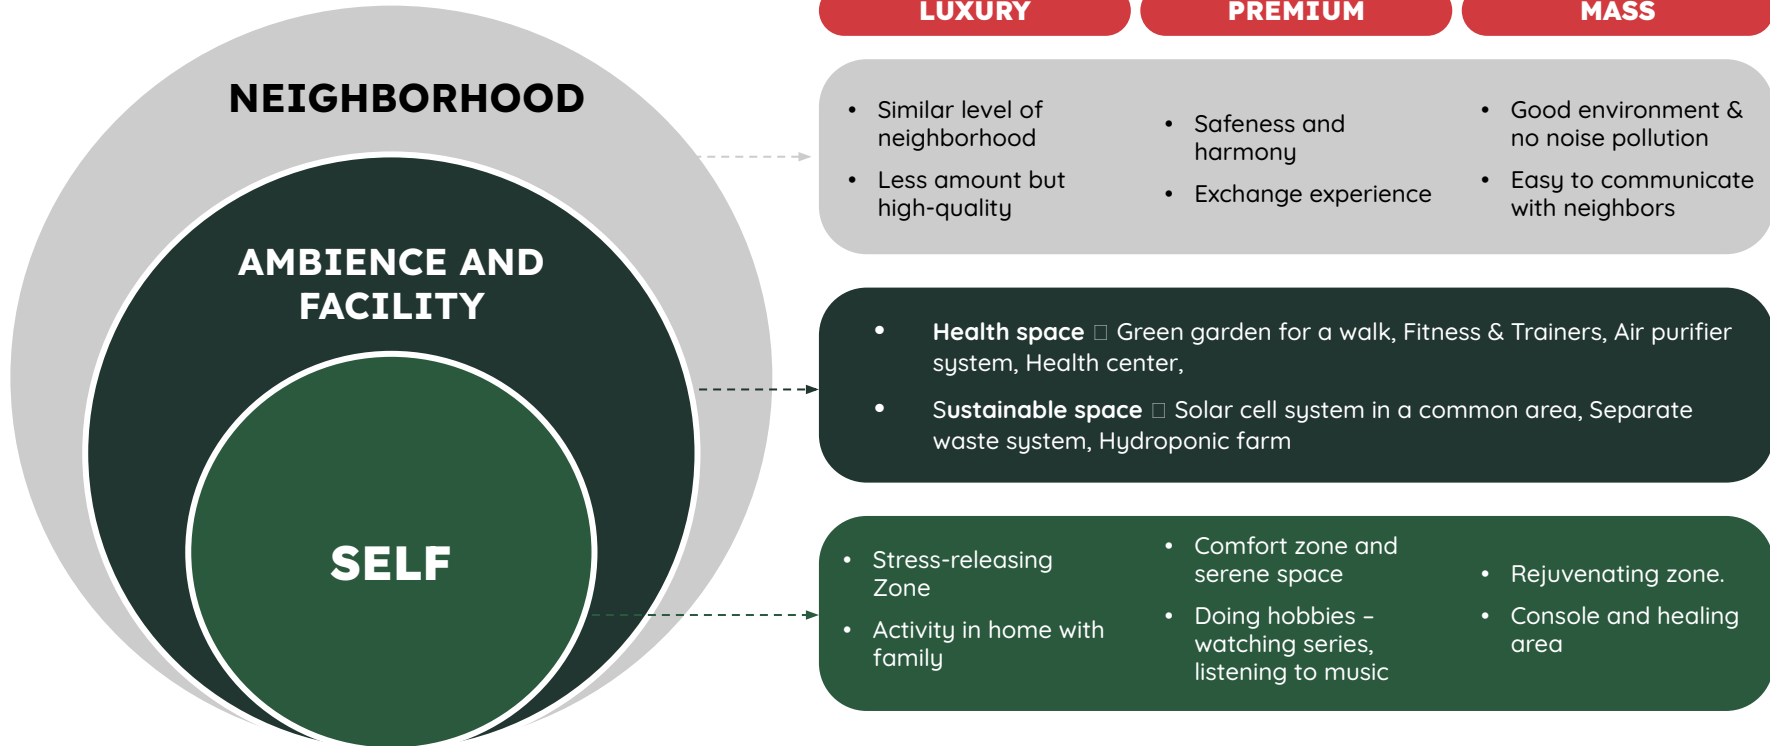 LUXURY
PREMIUM
MASS
NEIGHBORHOOD
• Similar level of
neighborhood
• Less amount but
high-quality
• Safeness and
harmony
• Exchange experience
• Good environment &
no noise pollution
• Easy to communicate
with neighbors
AMBIENCE AND
FACILITY
• Health space □ Green garden for a walk, Fitness & Trainers, Air purifier
system, Health center,
• Sustainable space □ Solar cell system in a common area, Separate
waste system, Hydroponic farm
SELF
• Stress-releasing
Zone
• Activity in home with
family
• Comfort zone and
serene space
• Doing hobbies –
watching series,
listening to music
• Rejuvenating zone.
• Console and healing
area